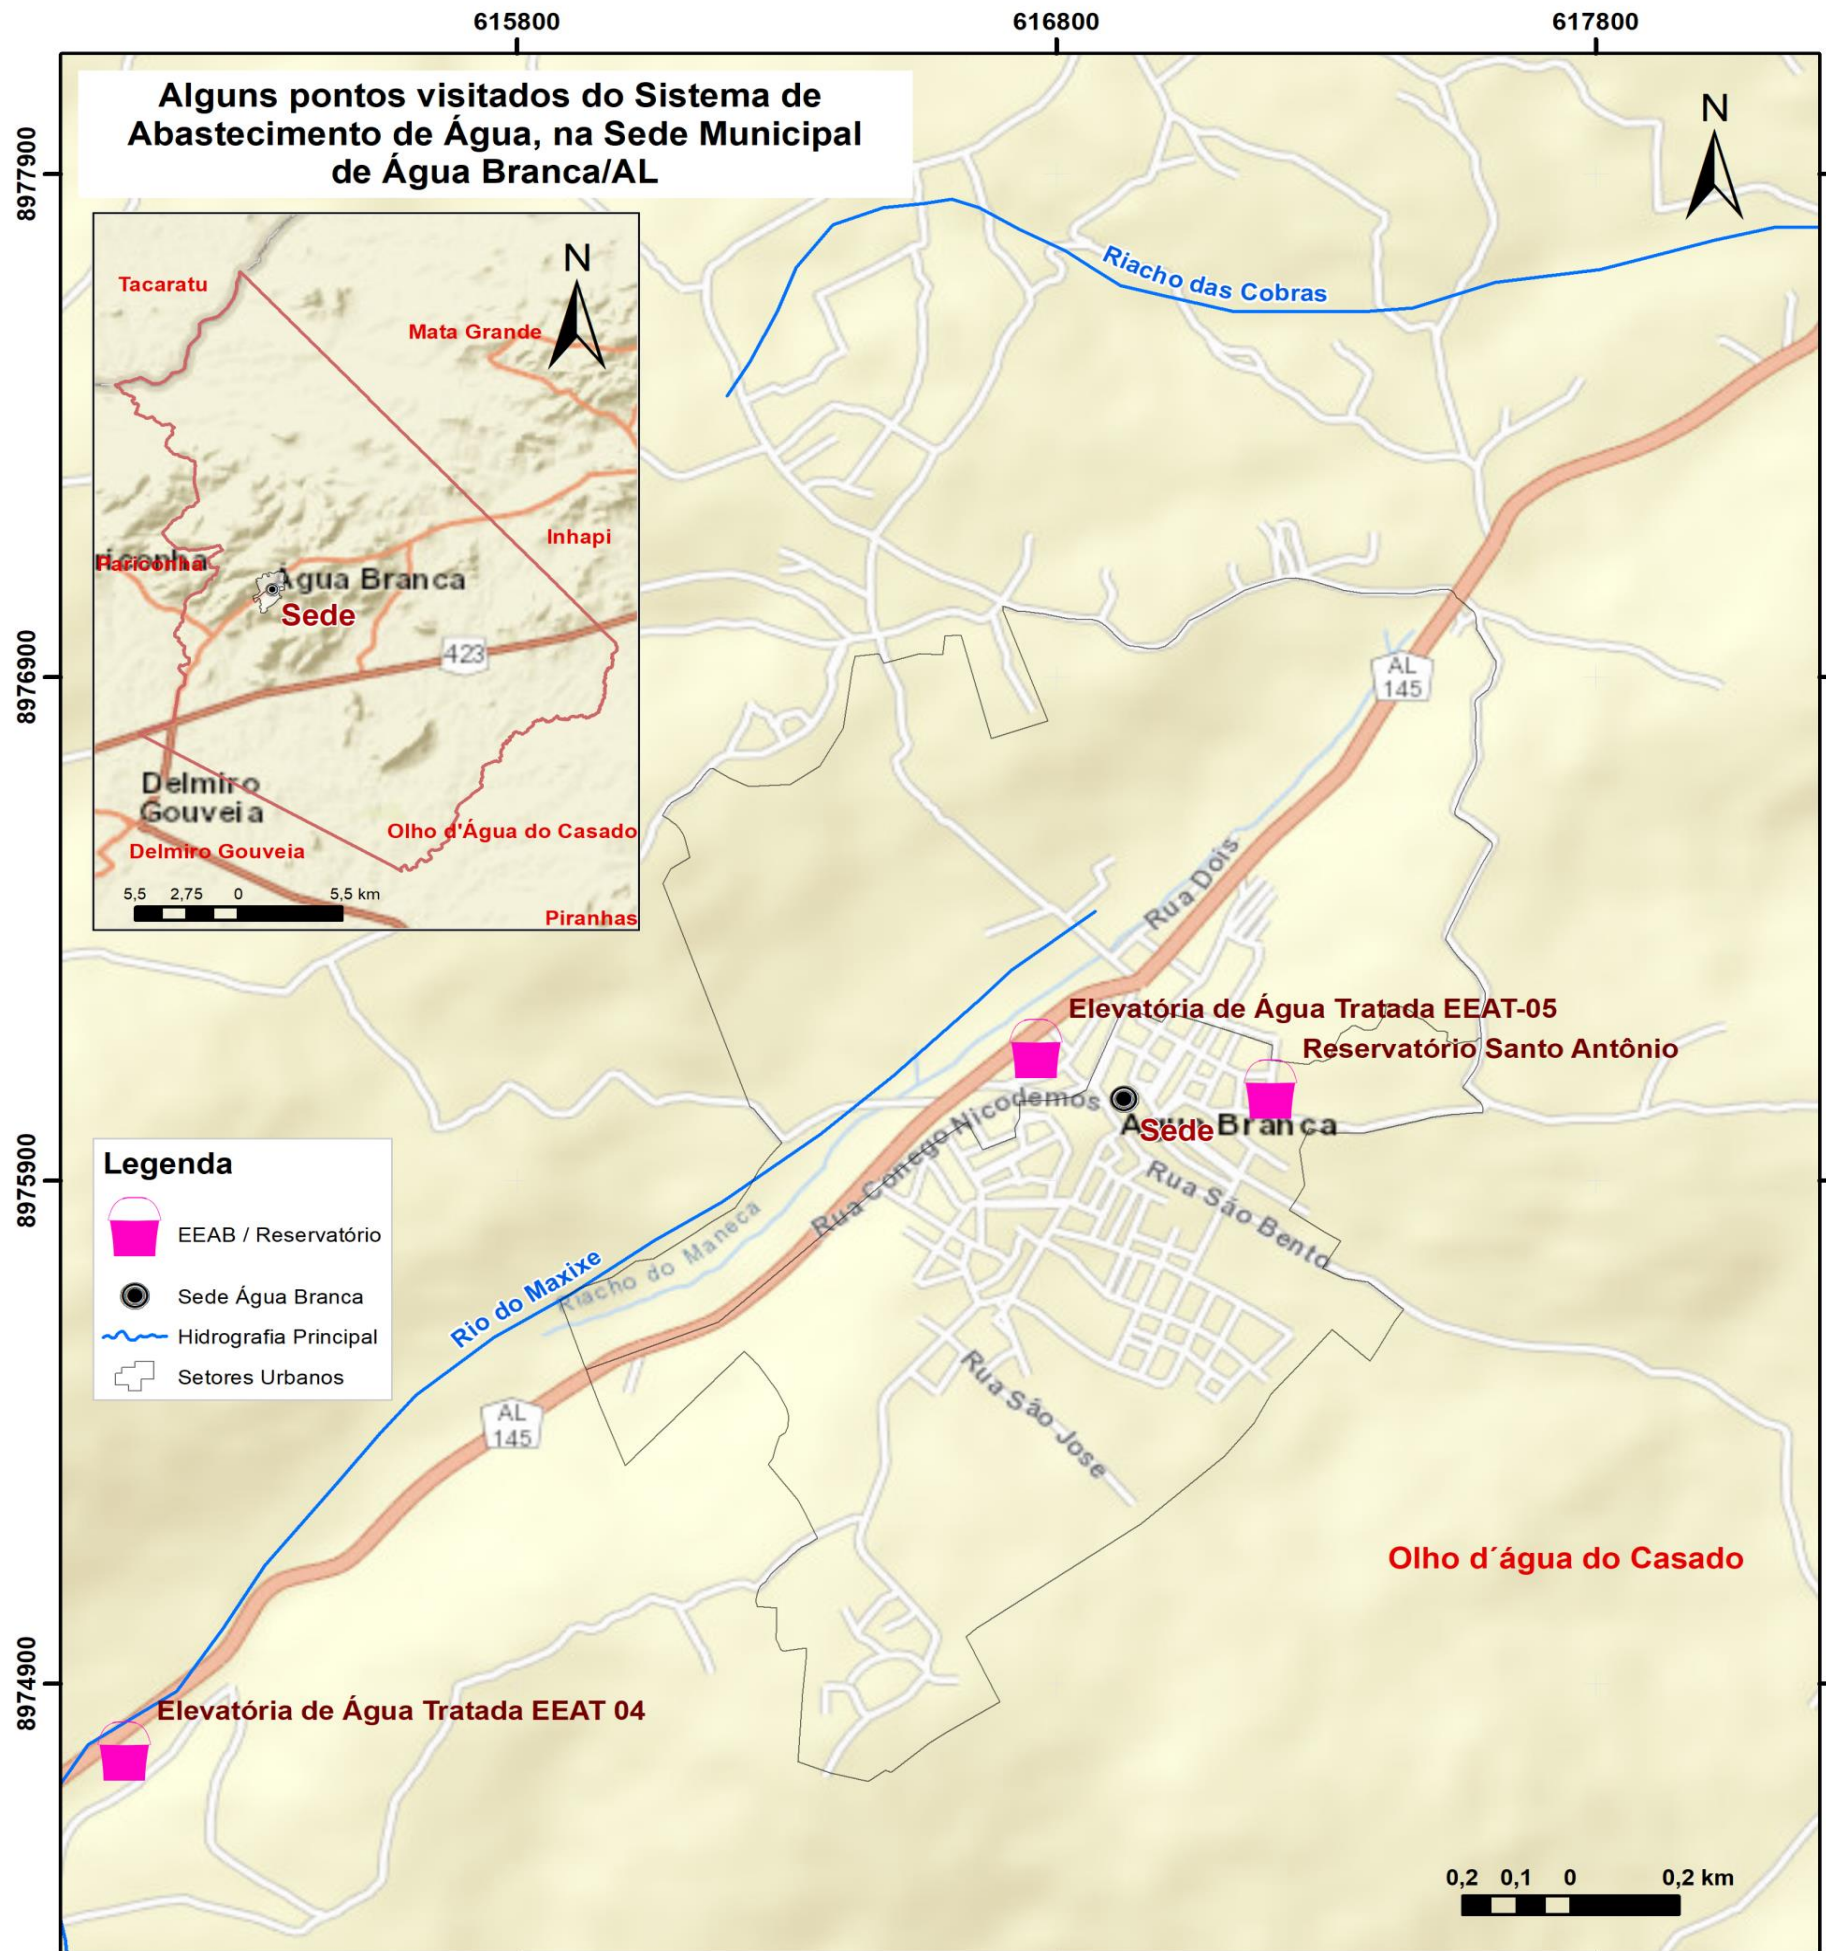 615800
616800
617800
8977900
8976900
8975900
8974900
Alguns pontos visitados do Sistema de
Abastecimento de Água, na Sede Municipal
de Água Branca/AL
N
N
Tacaratu
Mata Grande
Inhapi
Pariconha
Água Branca
Sede
423
Delmiro
Gouveia
Olho d'Água do Casado
Delmiro Gouveia
5,5 2,75 0 5,5 km
Piranhas
Riacho das Cobras
AL
145
Rua Dois
Elevatória de Água Tratada EEAT-05
Reservatório Santo Antônio
Rua Conego Nicodemos
Água Branca
Sede
Rua São Bento
Riacho do Maneca
Rio do Maxixe
Legenda
EEAB / Reservatório
Sede Água Branca
Hidrografia Principal
Setores Urbanos
AL
145
Rua São Jose
Olho d´água do Casado
Elevatória de Água Tratada EEAT 04
0,2 0,1 0 0,2 km